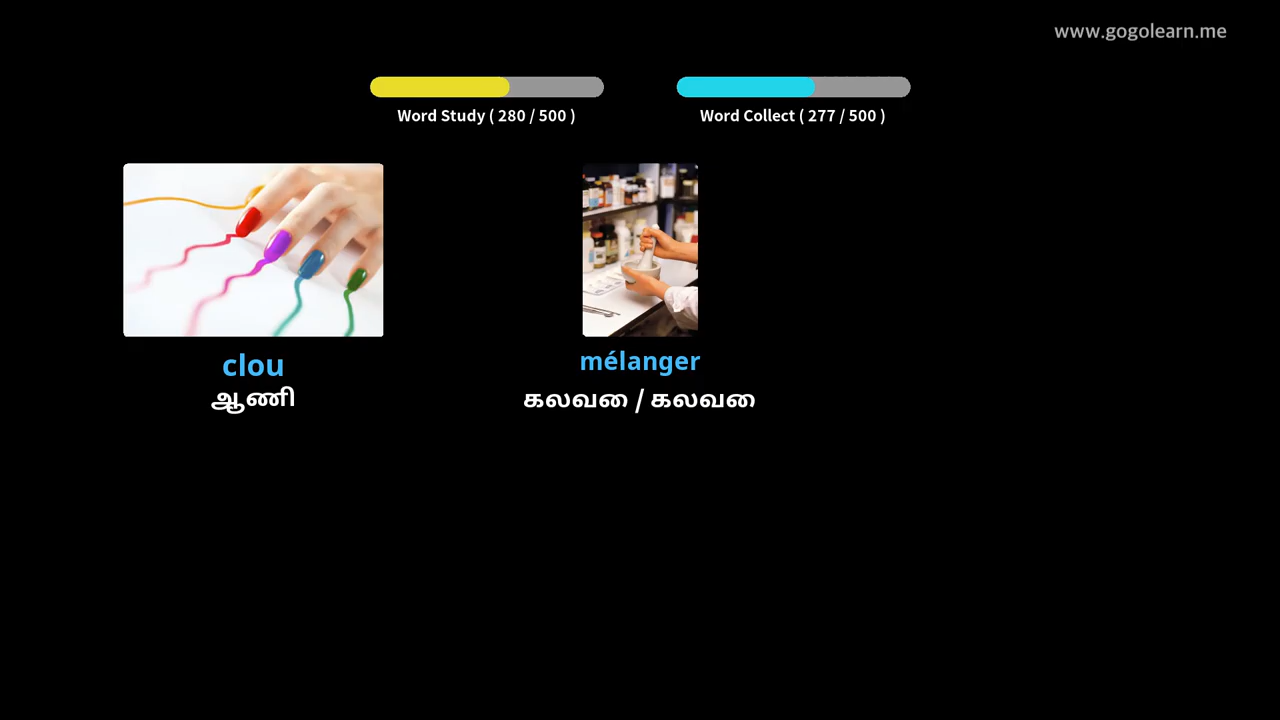 www.gogolearn.me
Word Study ( 280 / 500 )
Word Collect ( 277 / 500 )
clou
ஆணி
mélanger
கலவை / கலவை